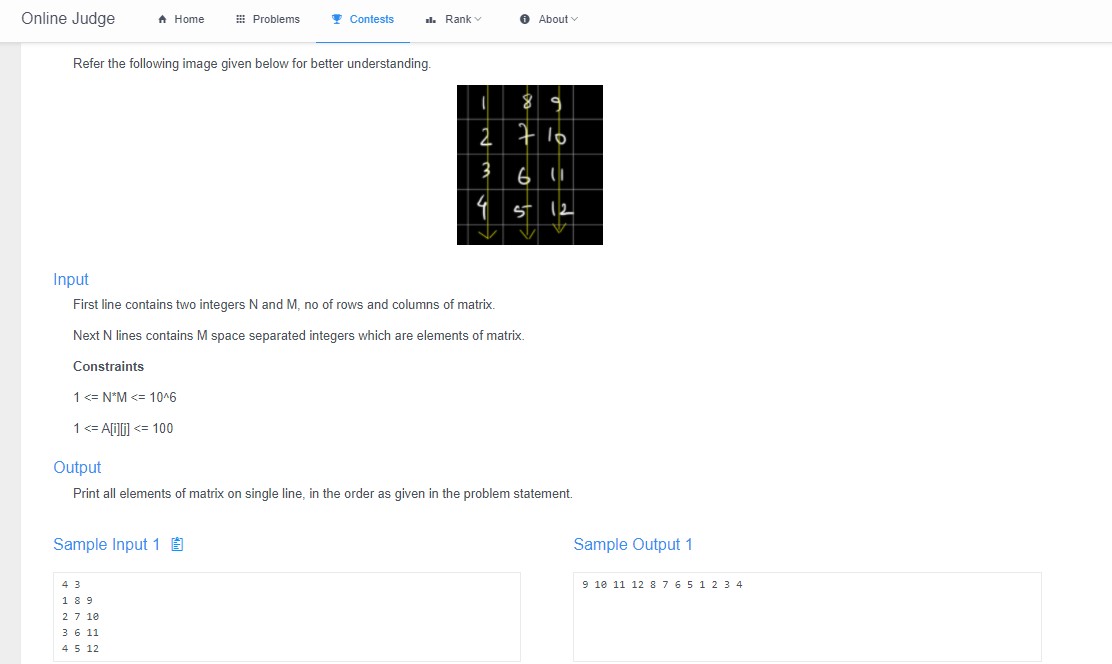 Online Judge Home Problems Contests Rank About
Refer the following image given below for better understanding.
1 8 9
2 7 10
3 6 11
4 5 12
Input
First line contains two integers N and M, no of rows and columns of matrix.
Next N lines contains M space separated integers which are elements of matrix.
Constraints
1 <= N*M <= 10^6
1 <= A[i][j] <= 100
Output
Print all elements of matrix on single line, in the order as given in the problem statement.
Sample Input 1
4 3
1 8 9
2 7 10
3 6 11
4 5 12
Sample Output 1
9 10 11 12 8 7 6 5 1 2 3 4